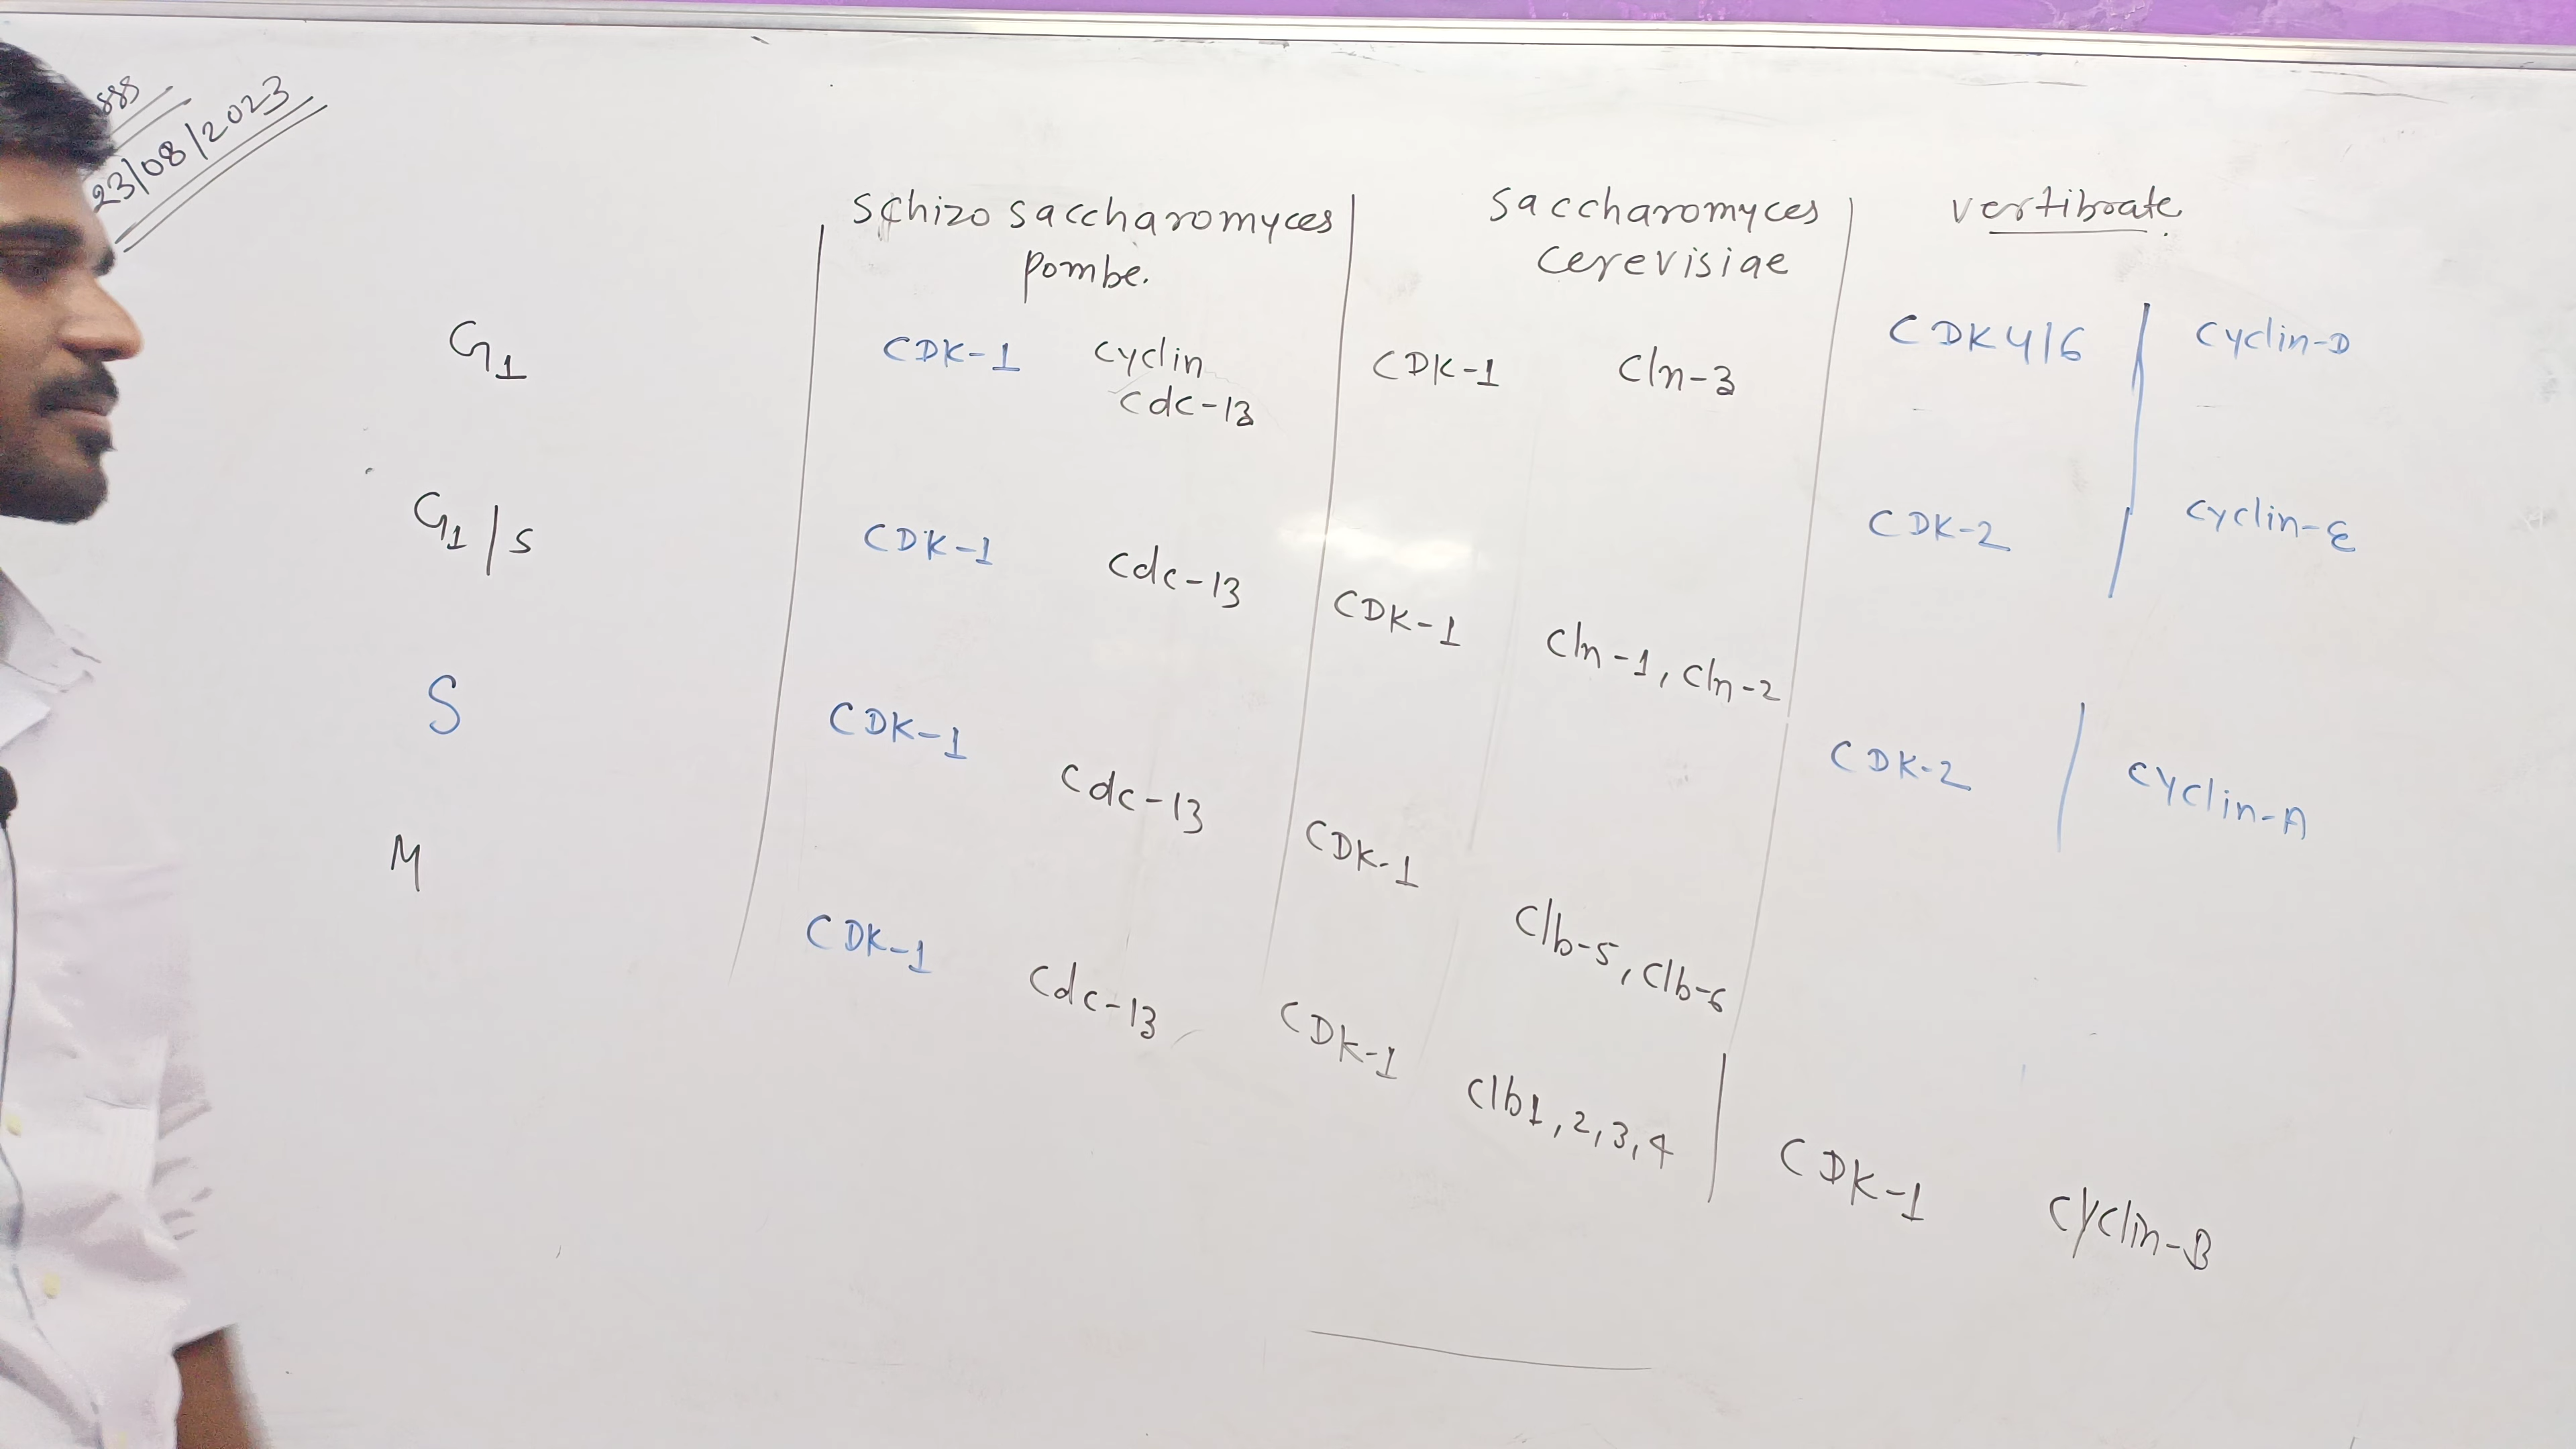 888
23/08/2023
Schizo saccharomyces pombe. saccharomyces cerevisiae vertibrate
G1 CDK-1 cyclin cdc-13 CDK-1 Cln-3 CDK4/6 cyclin-D
G1/s CDK-1 cdc-13 CDK-1 Cln-1, Cln-2 CDK-2 cyclin-E
S CDK-1 Cdc-13 CDK-1 Clb-5, Clb-6 CDK-2 cyclin-A
M CDK-1 Cdc-13 CDK-1 Clb1,2,3,4 CDK-1 cyclin-B